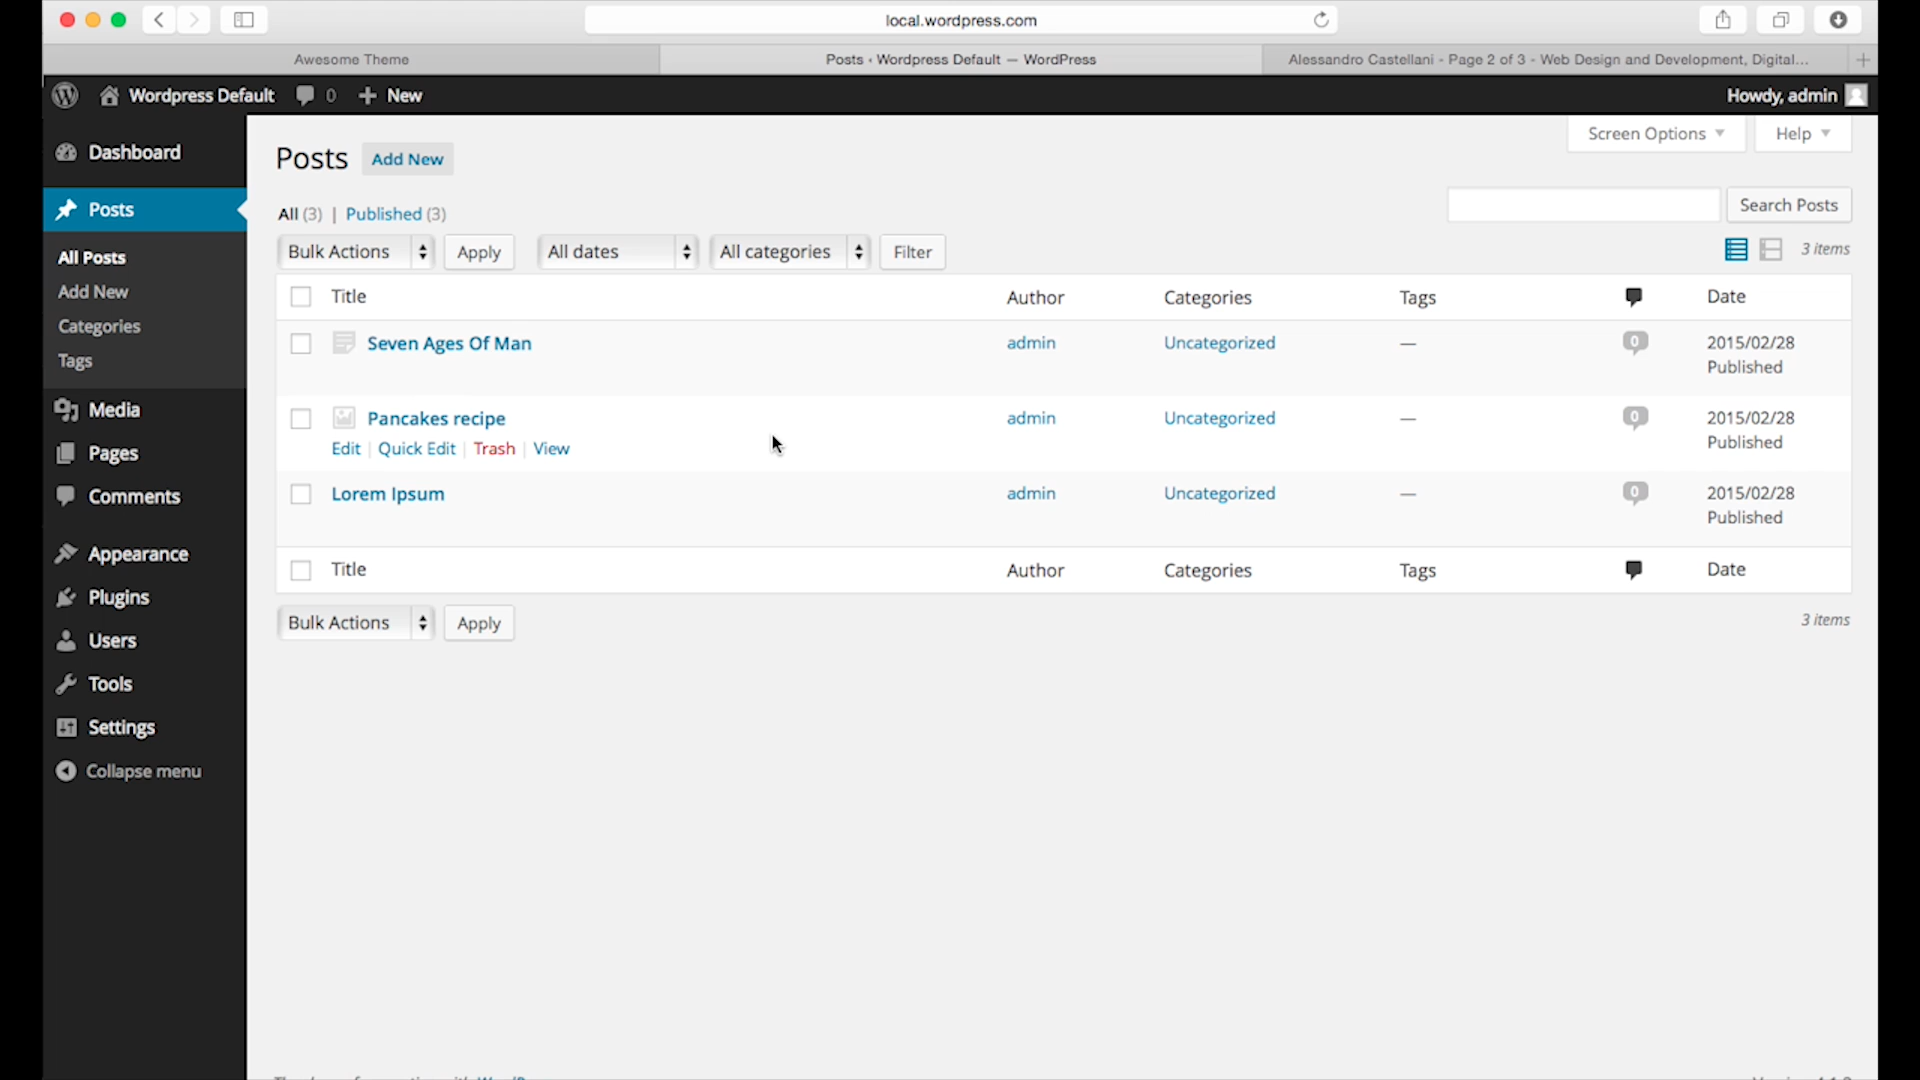 local.wordpress.com
Awesome Theme
Posts ‹ Wordpress Default — WordPress
Alessandro Castellani - Page 2 of 3 - Web Design and Development, Digital...
Wordpress Default 0 + New
Howdy, admin
Dashboard
Posts
All Posts
Add New
Categories
Tags
Media
Pages
Comments
Appearance
Plugins
Users
Tools
Settings
Collapse menu
Screen Options Help
Posts Add New
Search Posts
All (3) | Published (3)
Bulk Actions Apply All dates All categories Filter 3 items
Title Author Categories Tags Date
Seven Ages Of Man admin Uncategorized — 0 2015/02/28
Published
Pancakes recipe admin Uncategorized — 0 2015/02/28
Published
Edit | Quick Edit | Trash | View
Lorem Ipsum admin Uncategorized — 0 2015/02/28
Published
Title Author Categories Tags Date
Bulk Actions Apply 3 items